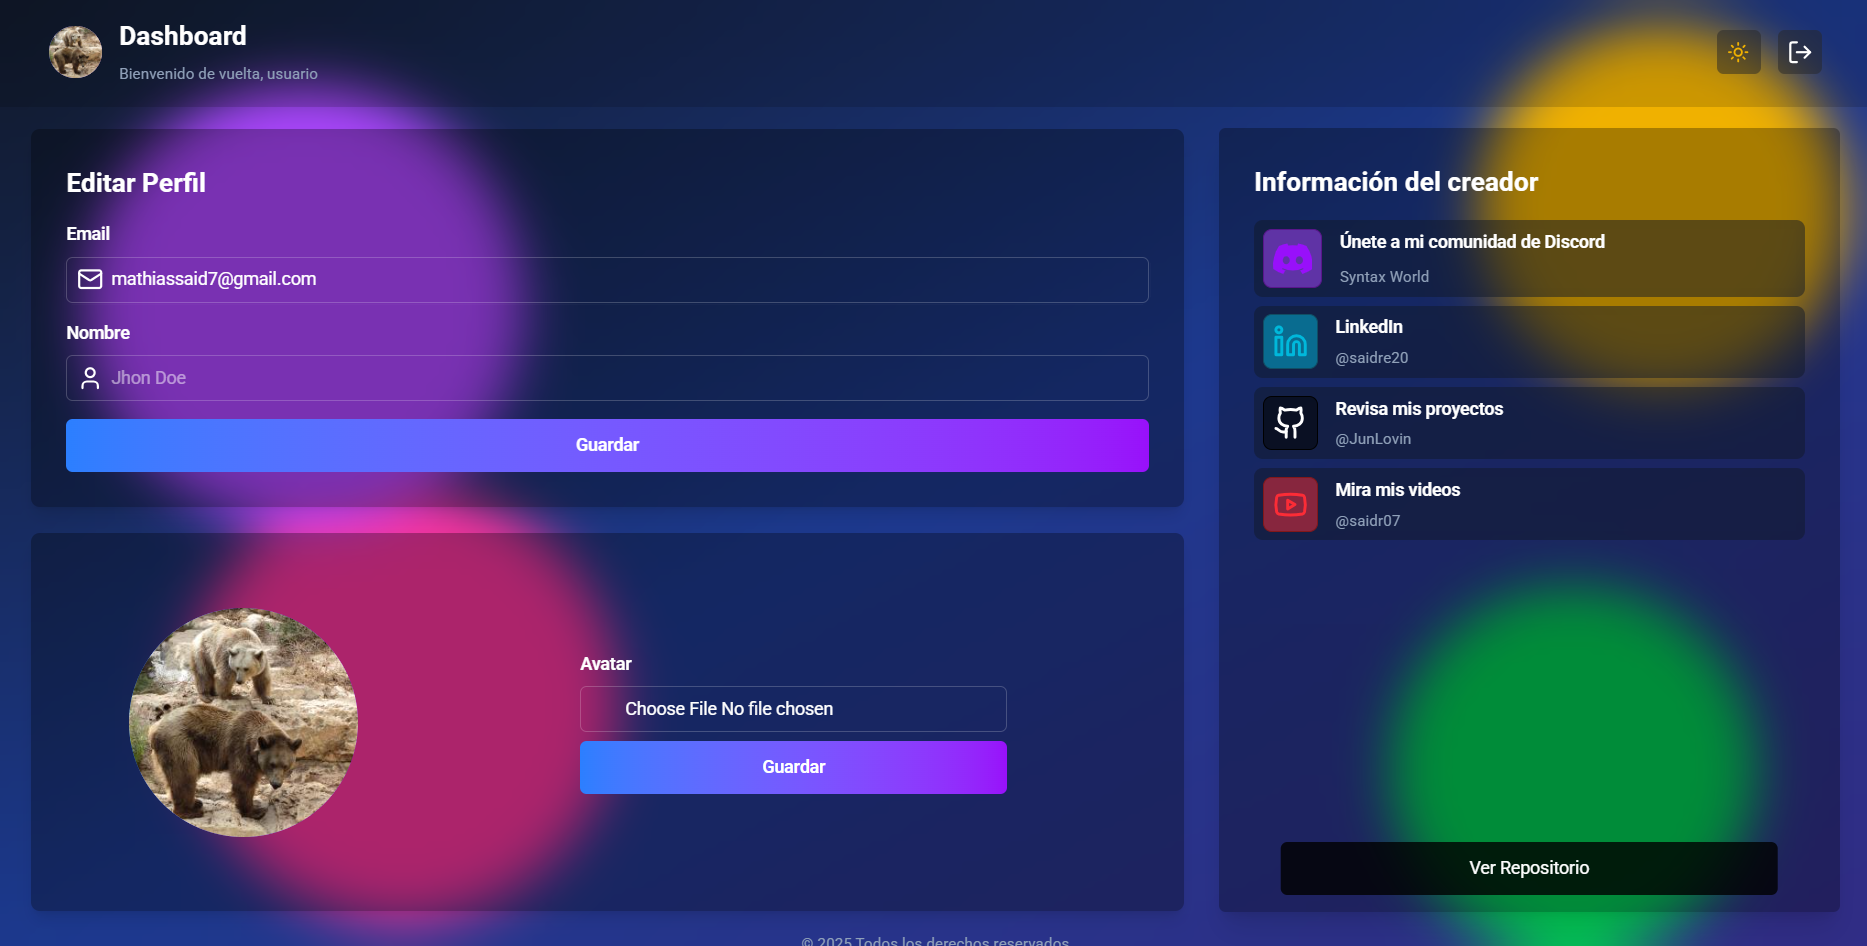 Dashboard
Bienvenido de vuelta, usuario
Editar Perfil
Email
mathiassaid7@gmail.com
Nombre
Jhon Doe
Guardar
Avatar
Choose File No file chosen
Guardar
Información del creador
Únete a mi comunidad de Discord
Syntax World
LinkedIn
@saidre20
Revisa mis proyectos
@JunLovin
Mira mis videos
@saidr07
Ver Repositorio
© 2025 Todos los derechos reservados